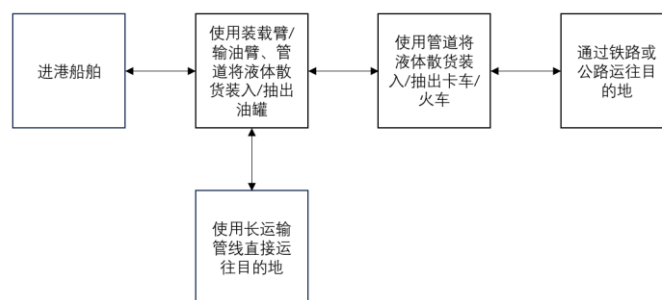 进港船舶
使用装载臂/
输油臂、管
道将液体散
货装入/抽出
油罐
使用管道将
液体散货装
入/抽出卡车/
火车
通过铁路或
公路运往目
的地
使用长运输
管线直接运
往目的地